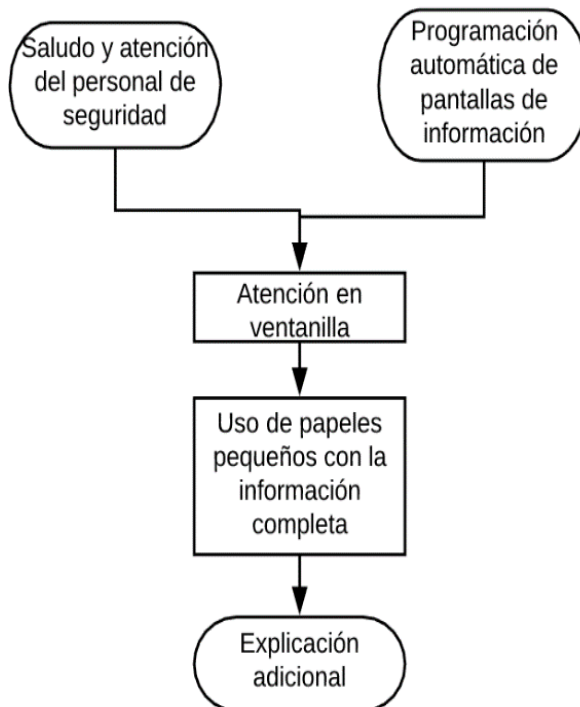 Saludo y atención
del personal de
seguridad
Programación
automática de
pantallas de
información
Atención en
ventanilla
Uso de papeles
pequeños con la
información
completa
Explicación
adicional